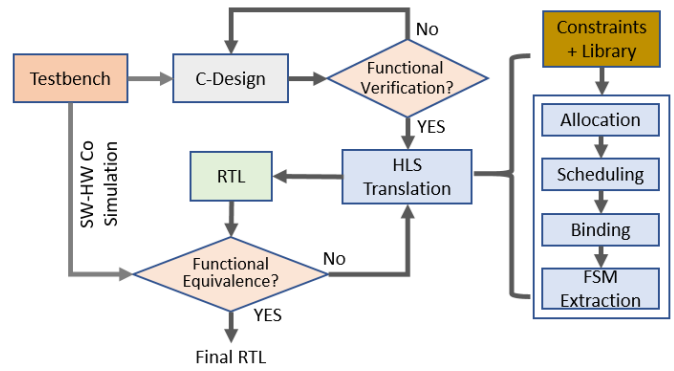 No
Constraints
+ Library
Testbench
C-Design
Functional
Verification?
YES
Allocation
SW-HW Co
Simulation
RTL
HLS
Translation
Scheduling
Binding
Functional
Equivalence?
No
FSM
Extraction
YES
Final RTL